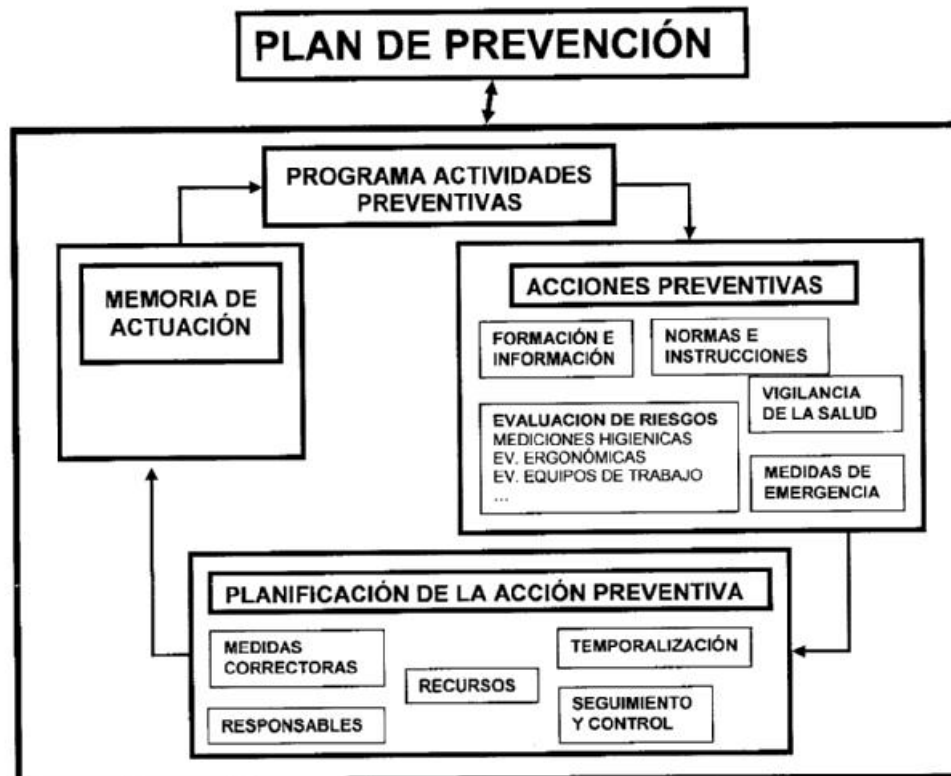 PLAN DE PREVENCIÓN
PROGRAMA ACTIVIDADES
PREVENTIVAS
MEMORIA DE
ACTUACIÓN
ACCIONES PREVENTIVAS
FORMACIÓN E
INFORMACIÓN
NORMAS E
INSTRUCCIONES
VIGILANCIA
DE LA SALUD
EVALUACION DE RIESGOS
MEDICIONES HIGIENICAS
EV. ERGONÓMICAS
EV. EQUIPOS DE TRABAJO
...
MEDIDAS DE
EMERGENCIA
PLANIFICACIÓN DE LA ACCIÓN PREVENTIVA
MEDIDAS
CORRECTORAS
RECURSOS
TEMPORALIZACIÓN
RESPONSABLES
SEGUIMIENTO
Y CONTROL